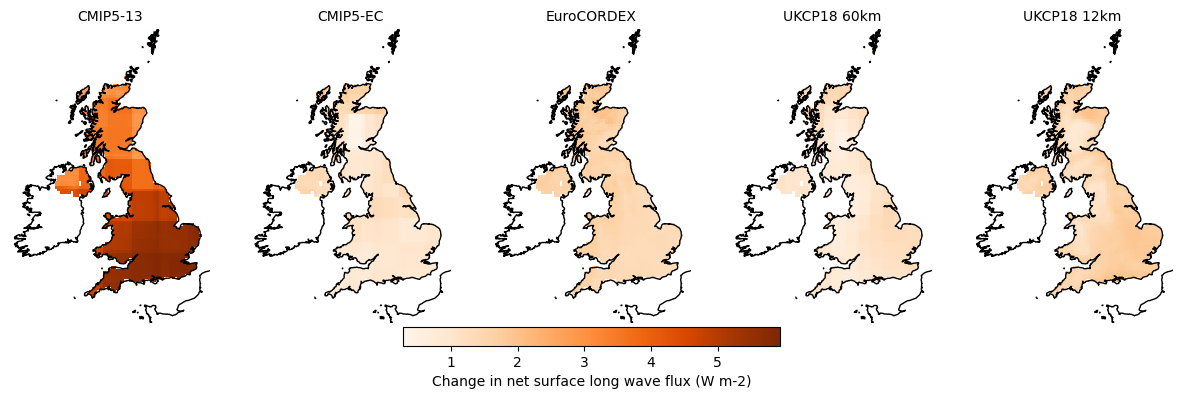 CMIP5-13 CMIP5-EC EuroCORDEX UKCP18 60km UKCP18 12km
1 2 3 4 5
Change in net surface long wave flux (W m-2)